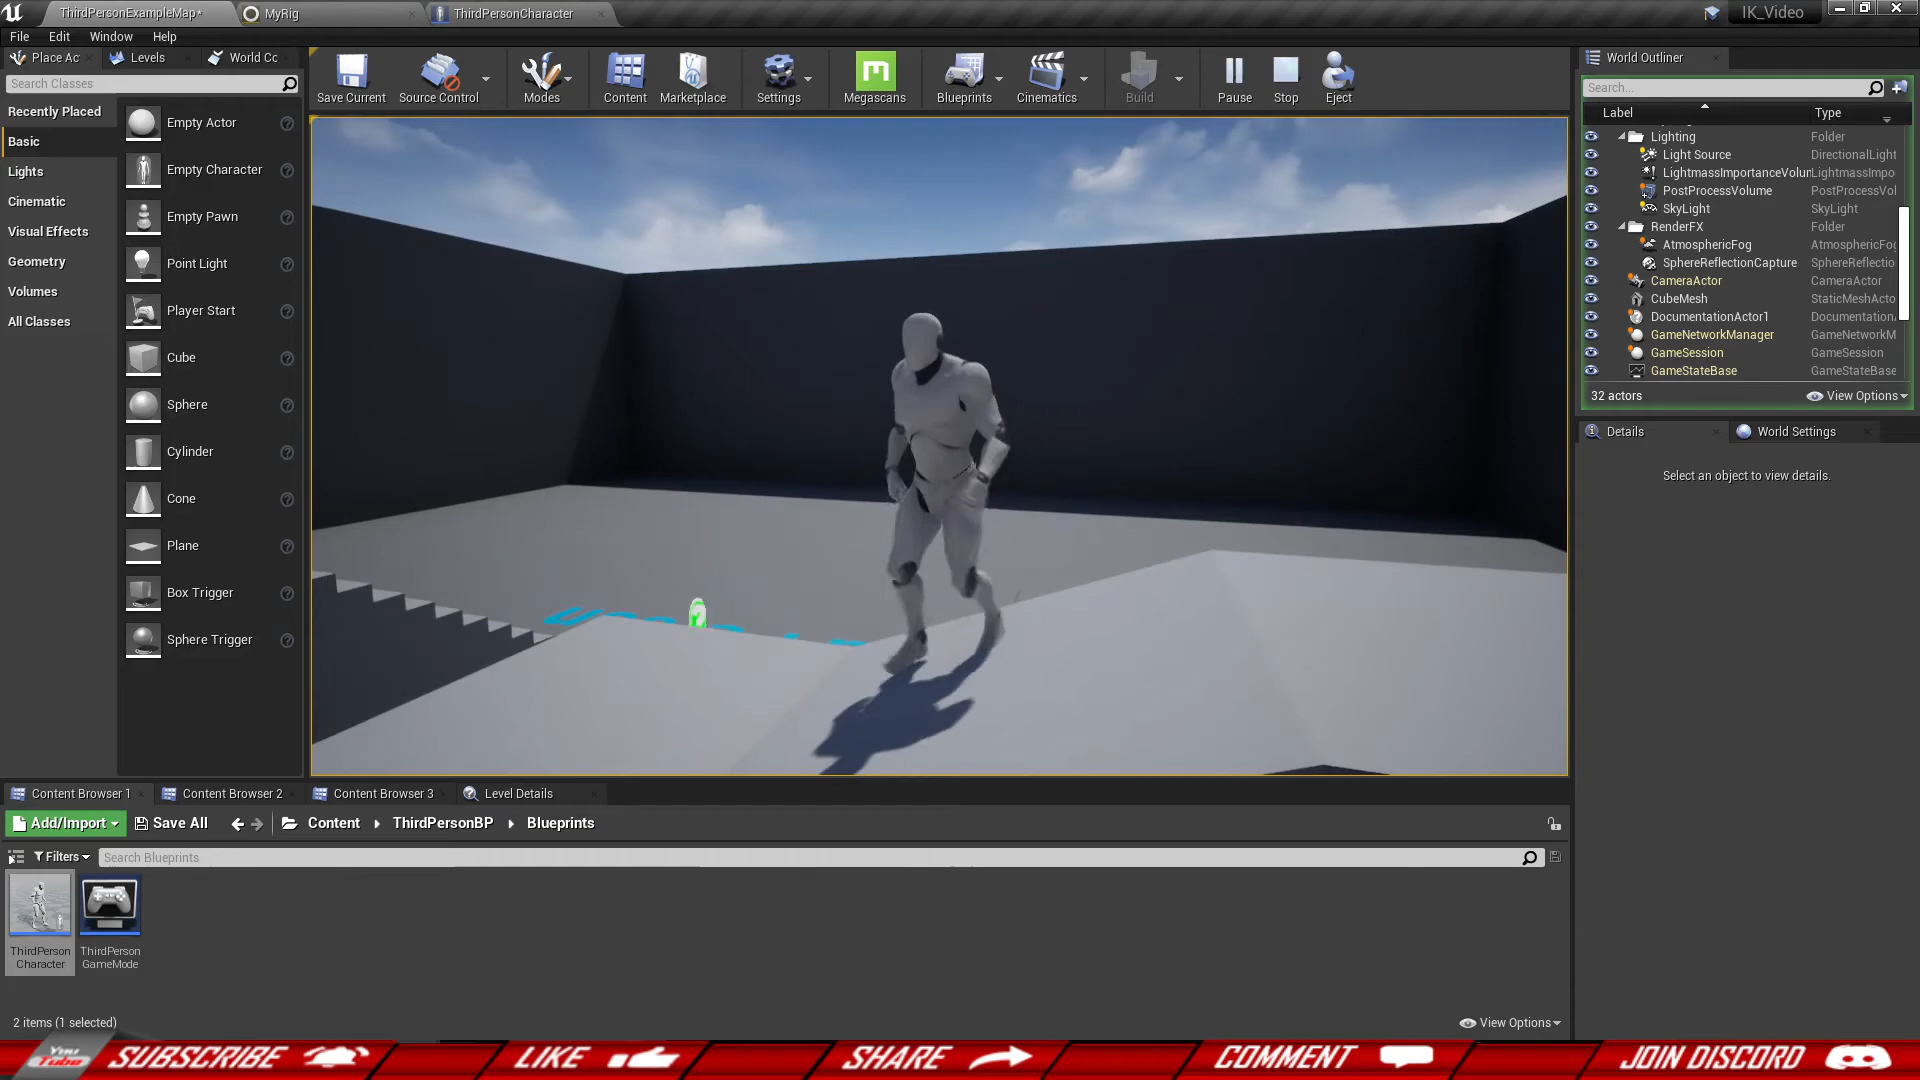 ThirdPersonExampleMap*
MyRig
ThirdPersonCharacter
IK_Video
File Edit Window Help
Place Ac
Levels
World Cc
Search Classes
Recently Placed
Basic
Lights
Cinematic
Visual Effects
Geometry
Volumes
All Classes
Empty Actor
Empty Character
Empty Pawn
Point Light
Player Start
Cube
Sphere
Cylinder
Cone
Plane
Box Trigger
Sphere Trigger
Save Current
Source Control
Modes
Content
Marketplace
Settings
Megascans
Blueprints
Cinematics
Build
Pause
Stop
Eject
World Outliner
Search...
Label Type
Lighting Folder
Light Source DirectionalLight
LightmassImportanceVolum LightmassImpo
PostProcessVolume PostProcessVol
SkyLight SkyLight
RenderFX Folder
AtmosphericFog AtmosphericFog
SphereReflectionCapture SphereReflectio
CameraActor CameraActor
CubeMesh StaticMeshActo
DocumentationActor1 Documentation
GameNetworkManager GameNetworkM
GameSession GameSession
GameStateBase GameStateBase
32 actors
View Options
Details
World Settings
Select an object to view details.
Content Browser 1
Content Browser 2
Content Browser 3
Level Details
Add/Import
Save All
Content
ThirdPersonBP
Blueprints
Filters
Search Blueprints
ThirdPerson
Character
ThirdPerson
GameMode
2 items (1 selected)
View Options
You Tube
SUBSCRIBE
LIKE
SHARE
COMMENT
JOIN DISCORD